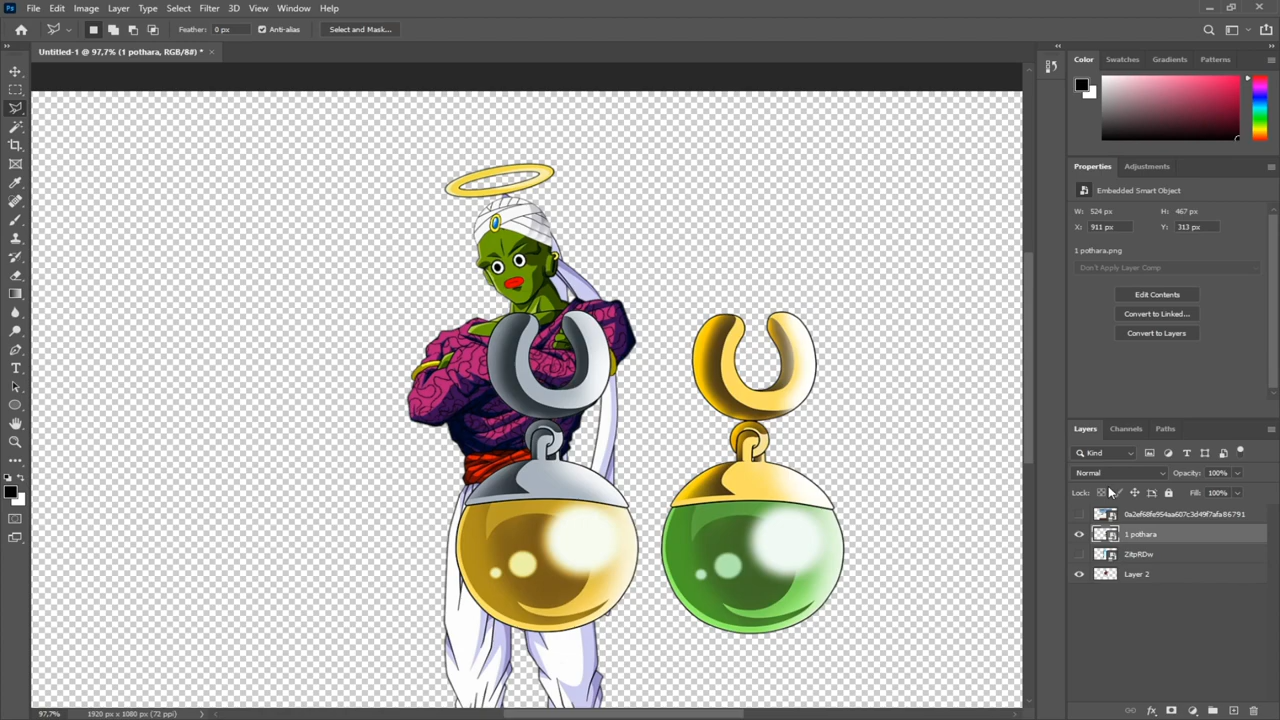 Ps File Edit Image Layer Type Select Filter 3D View Window Help
Feather: 0 px Anti-alias Select and Mask...
Untitled-1 @ 97,7% (1 pothara, RGB/8#) * ×
Color Swatches Gradients Patterns
Properties Adjustments
Embedded Smart Object
W: 524 px H: 467 px
X: 911 px Y: 313 px
1 pothara.png
Don't Apply Layer Comp
Edit Contents
Convert to Linked...
Convert to Layers
Layers Channels Paths
Kind
Normal Opacity: 100%
Lock: Fill: 100%
0a2ef68fe954aa607c3d49f7afa86791
1 pothara
ZitpRDw
Layer 2
97,7% 1920 px x 1080 px (72 ppi)